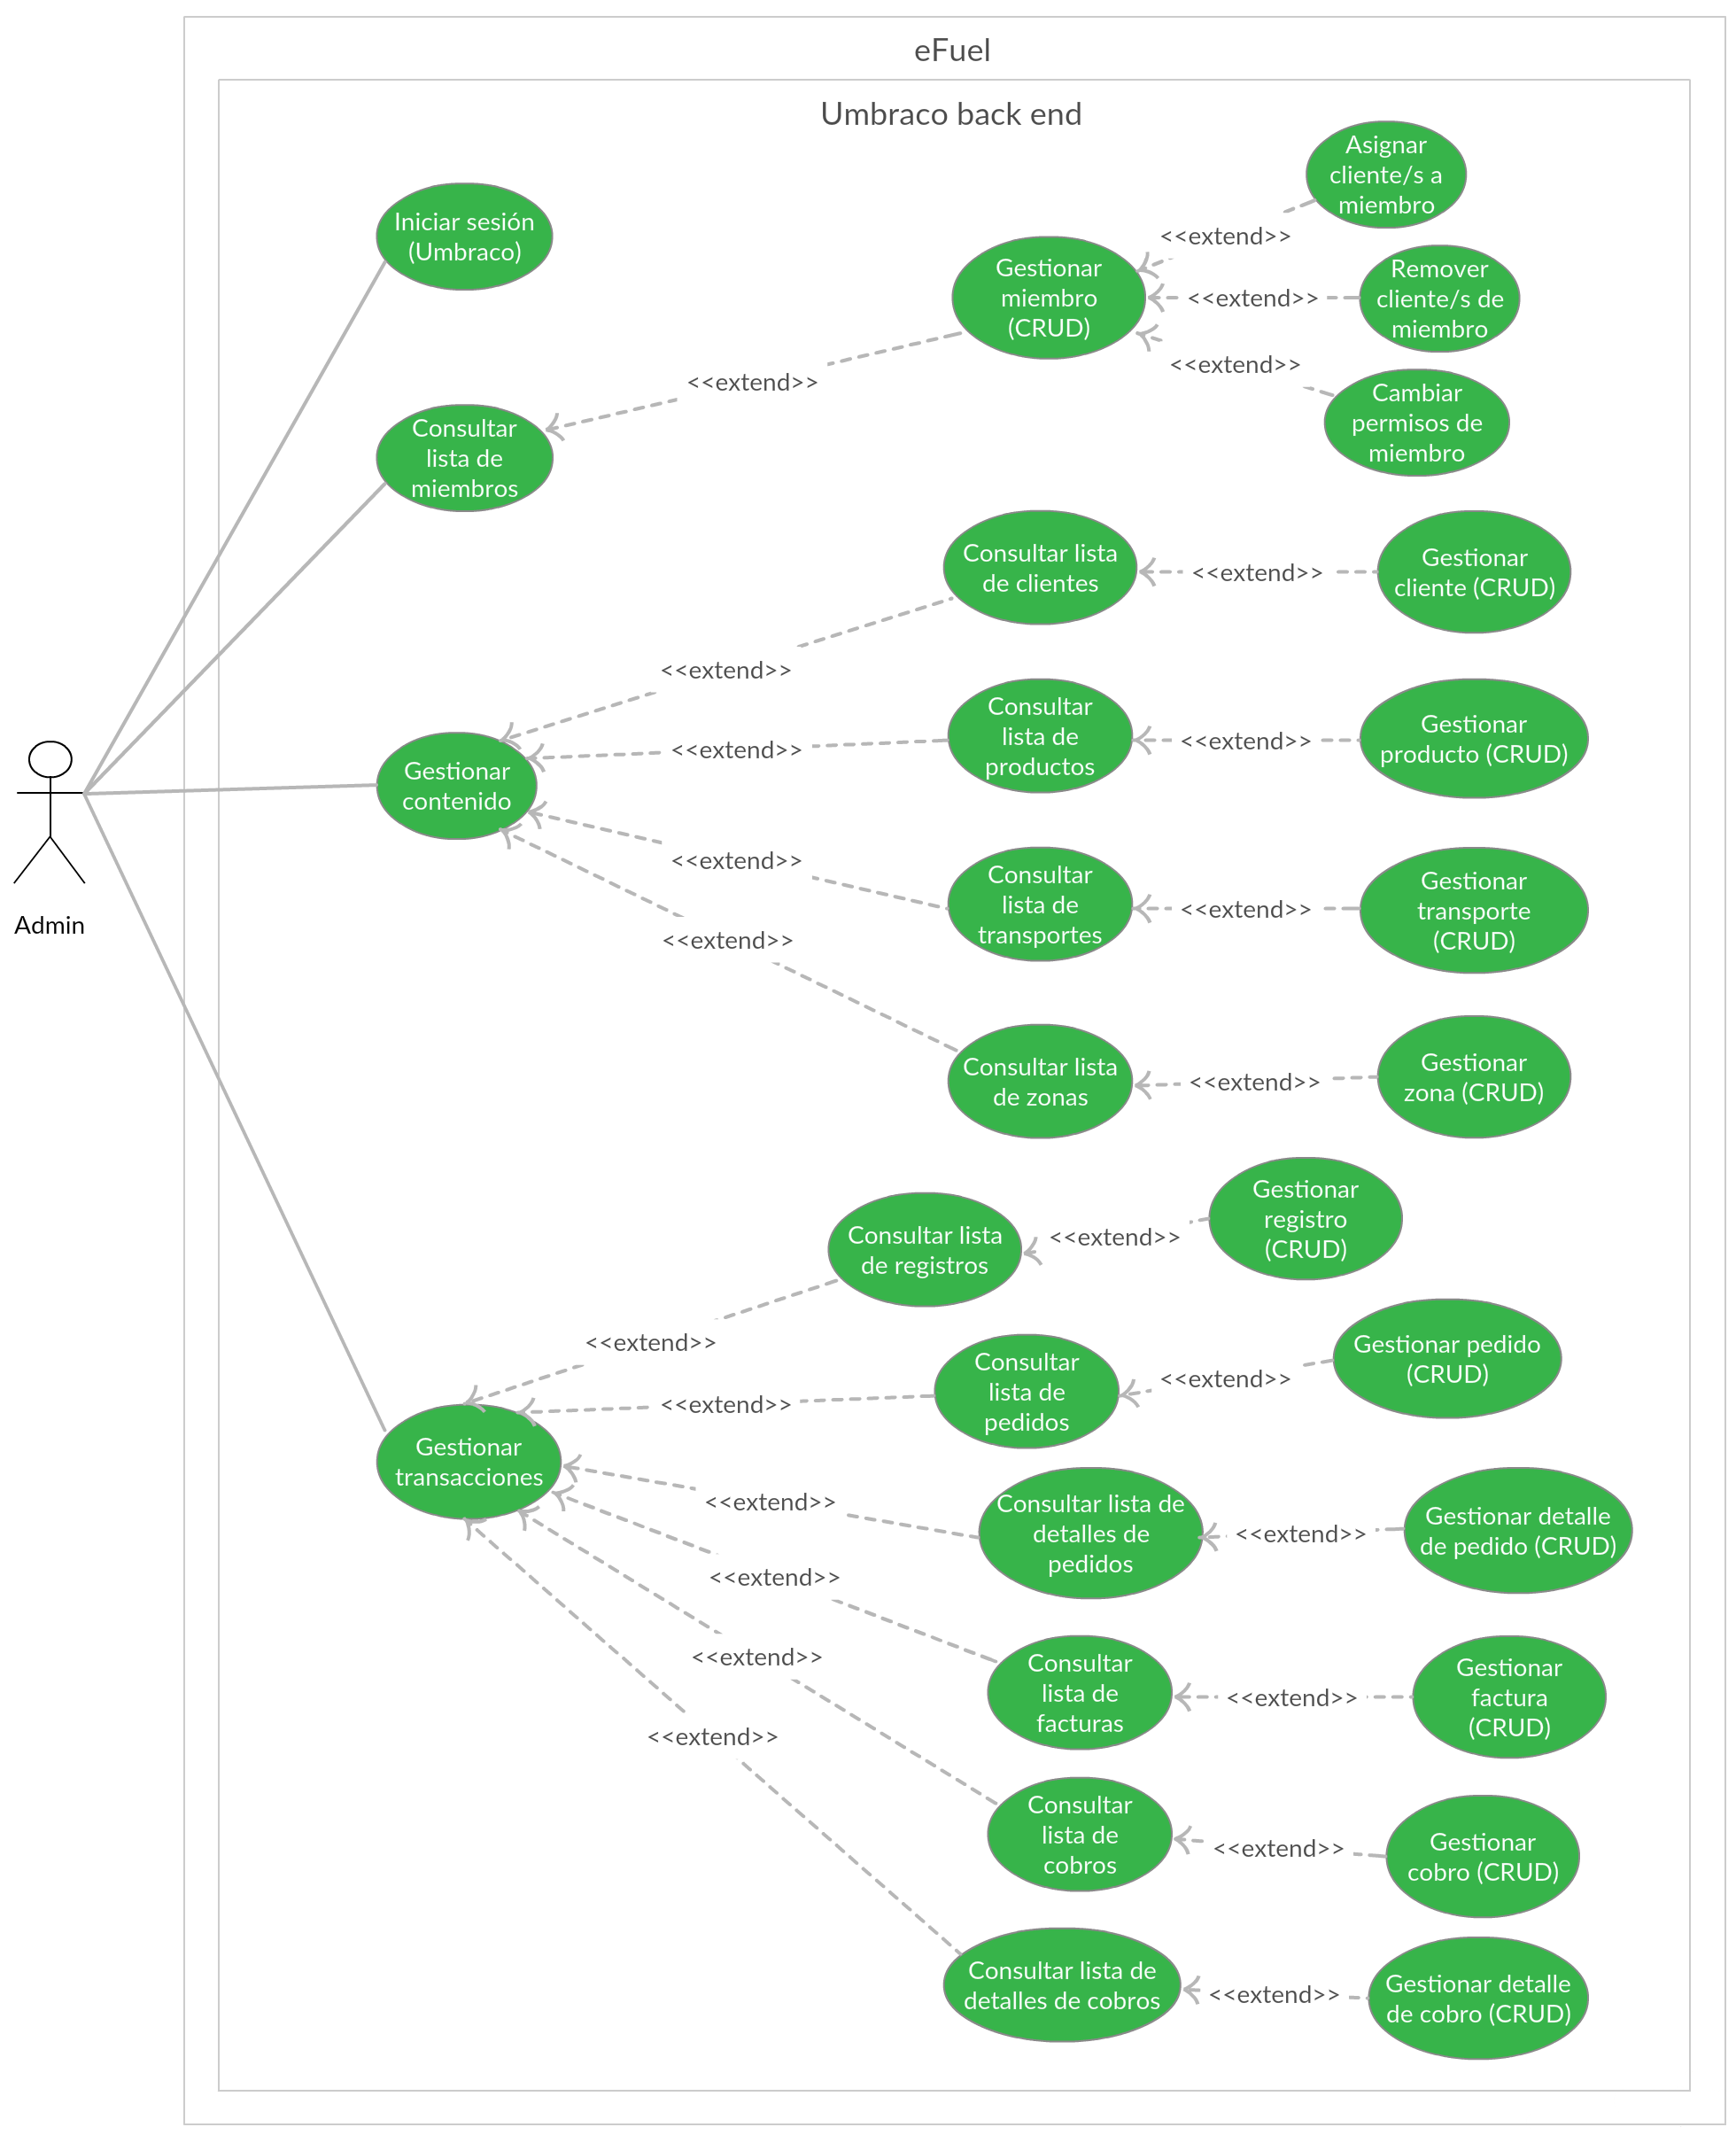 eFuel
Umbraco back end
Iniciar sesión
(Umbraco)
Asignar
cliente/s a
miembro
<<extend>>
Gestionar
miembro
(CRUD)
<<extend>>
Remover
cliente/s de
miembro
<<extend>>
Cambiar
permisos de
miembro
<<extend>>
Consultar
lista de
miembros
Consultar lista
de clientes
<<extend>>
Gestionar
cliente (CRUD)
<<extend>>
Consultar
lista de
productos
<<extend>>
Gestionar
producto (CRUD)
<<extend>>
Gestionar
contenido
<<extend>>
Consultar
lista de
transportes
<<extend>>
Gestionar
transporte
(CRUD)
Admin
<<extend>>
Consultar lista
de zonas
<<extend>>
Gestionar
zona (CRUD)
Consultar lista
de registros
<<extend>>
Gestionar
registro
(CRUD)
<<extend>>
Consultar
lista de
pedidos
<<extend>>
Gestionar pedido
(CRUD)
<<extend>>
Gestionar
transacciones
<<extend>>
Consultar lista de
detalles de
pedidos
<<extend>>
Gestionar detalle
de pedido (CRUD)
<<extend>>
Consultar
lista de
facturas
<<extend>>
Gestionar
factura
(CRUD)
<<extend>>
Consultar
lista de
cobros
<<extend>>
Gestionar
cobro (CRUD)
<<extend>>
Consultar lista de
detalles de cobros
<<extend>>
Gestionar detalle
de cobro (CRUD)